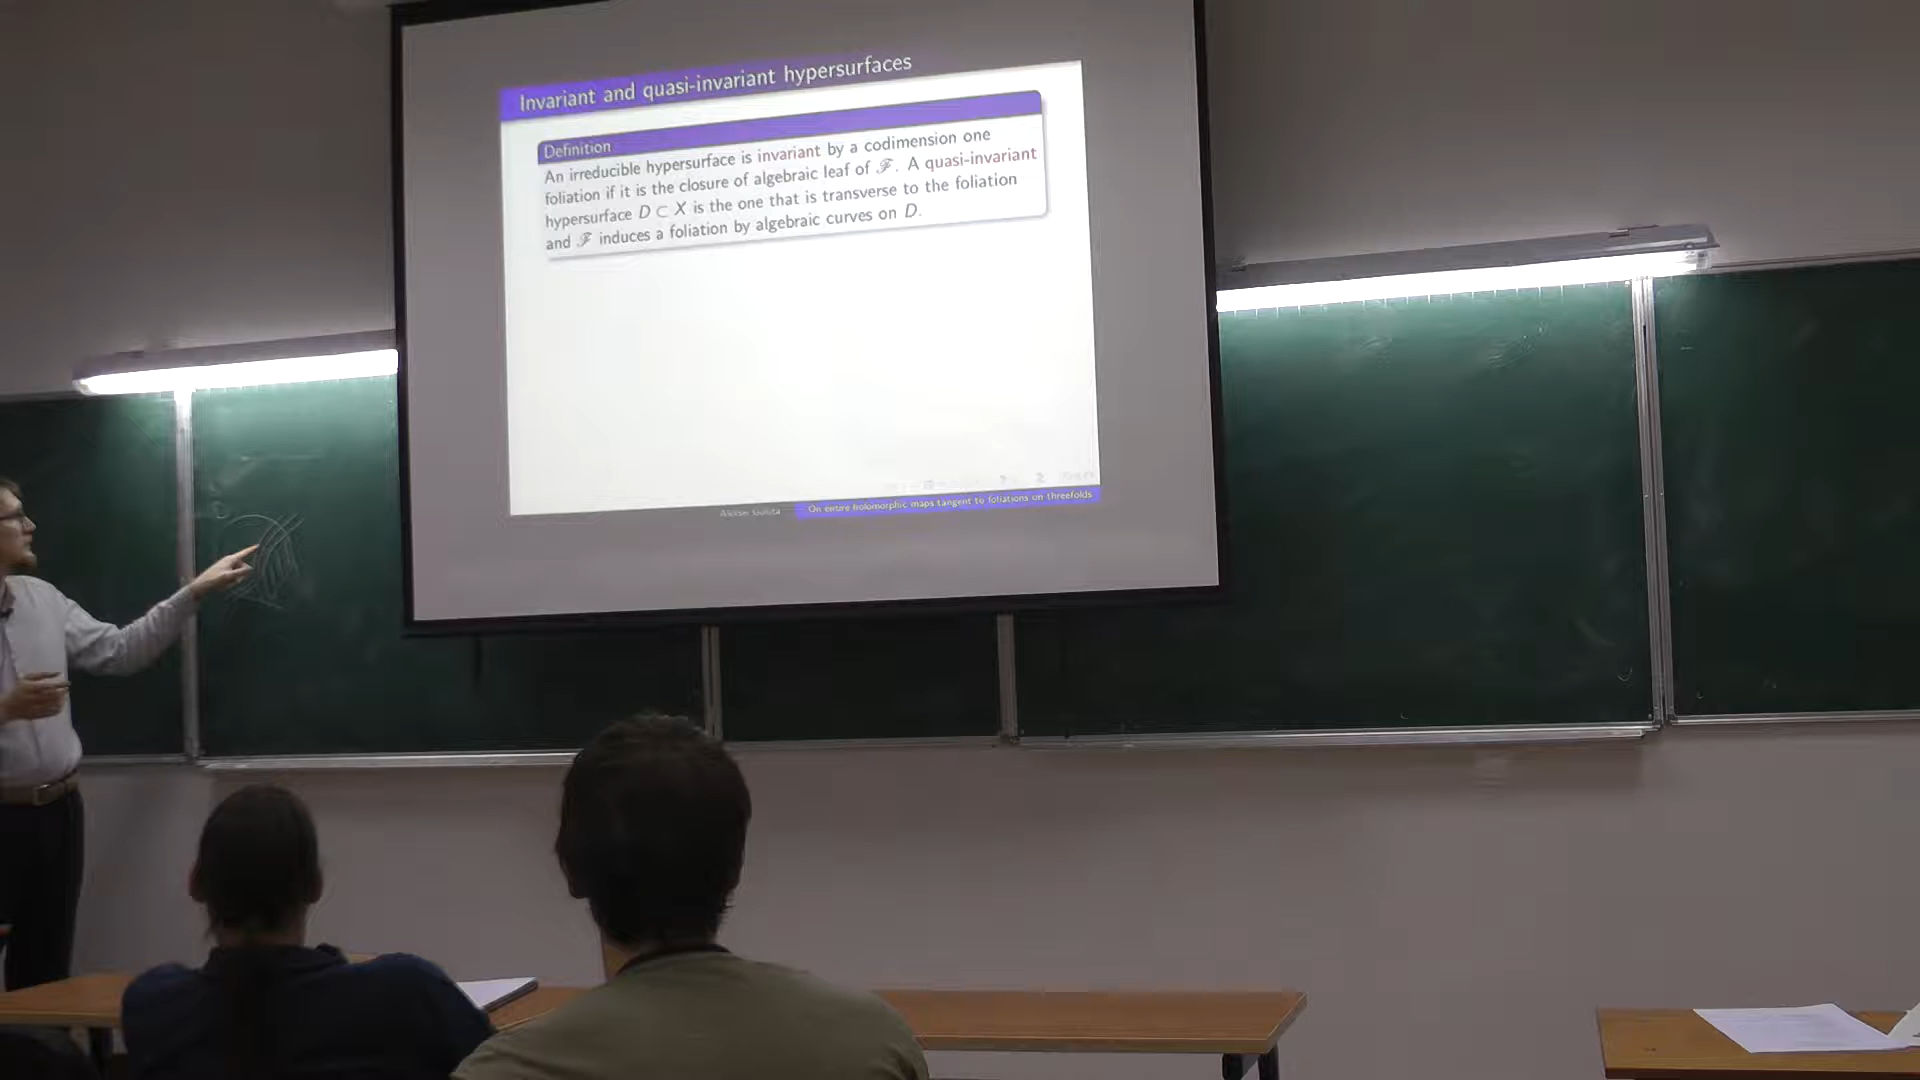 Invariant and quasi-invariant hypersurfaces
Definition
An irreducible hypersurface is invariant by a codimension one
foliation if it is the closure of algebraic leaf of ℱ. A quasi-invariant
hypersurface D ⊂ X is the one that is transverse to the foliation
and ℱ induces a foliation by algebraic curves on D.
On entire holomorphic maps tangent to foliations on threefolds